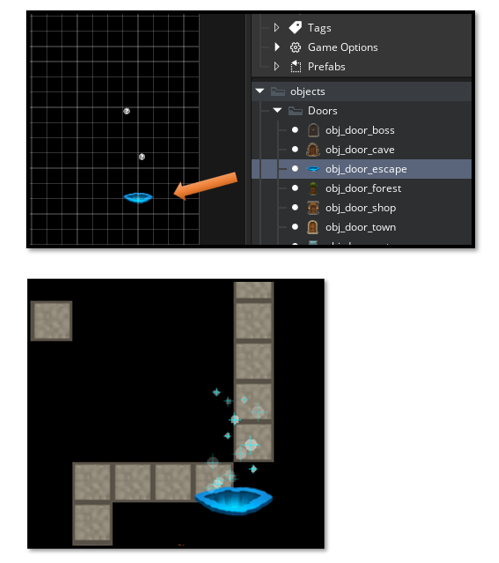 Tags
Game Options
Prefabs
objects
Doors
obj_door_boss
obj_door_cave
obj_door_escape
obj_door_forest
obj_door_shop
obj_door_town